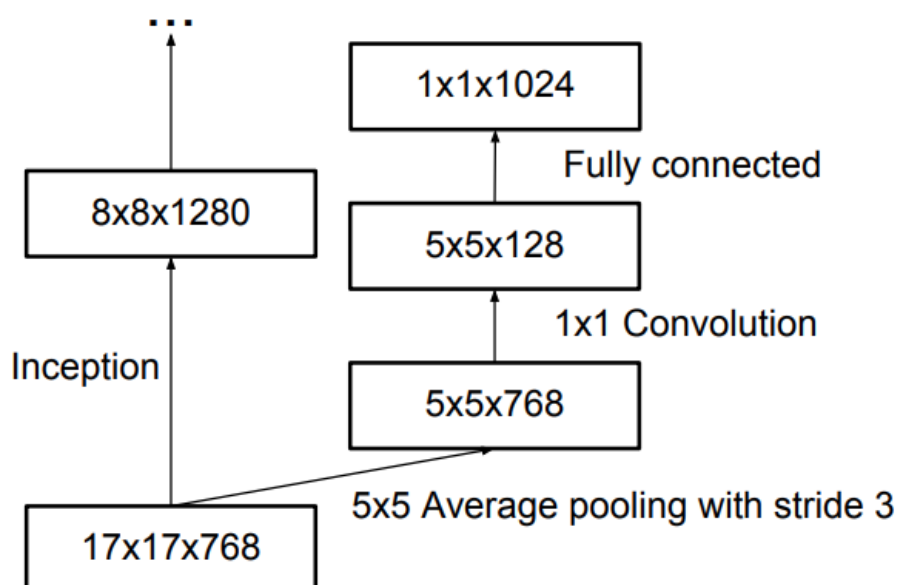 ...
1x1x1024
Fully connected
8x8x1280
5x5x128
1x1 Convolution
Inception
5x5x768
5x5 Average pooling with stride 3
17x17x768